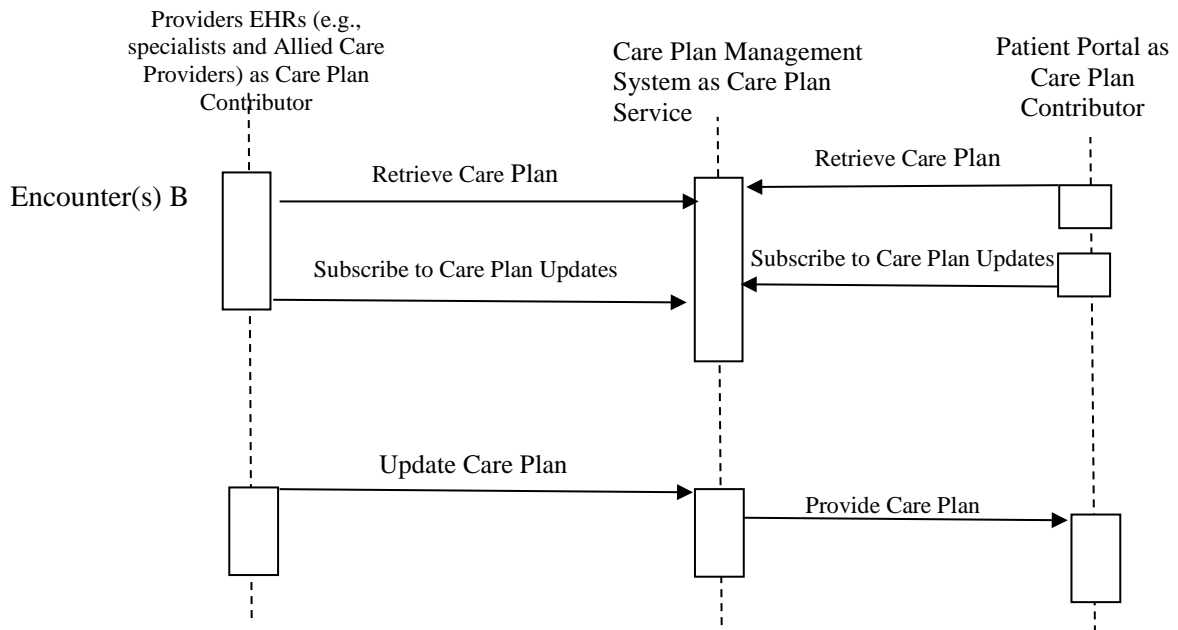 Providers EHRs (e.g.,
specialists and Allied Care
Providers) as Care Plan
Contributor
Care Plan Management
System as Care Plan
Service
Patient Portal as
Care Plan
Contributor
Encounter(s) B
Retrieve Care Plan
Retrieve Care Plan
Subscribe to Care Plan Updates
Subscribe to Care Plan Updates
Update Care Plan
Provide Care Plan